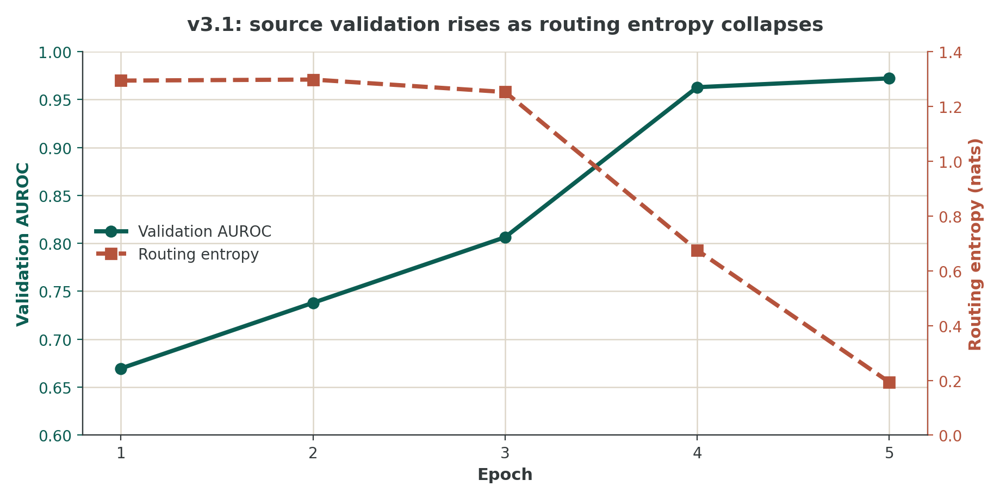 v3.1: source validation rises as routing entropy collapses
Validation AUROC
1.00
0.95
0.90
0.85
0.80
0.75
0.70
0.65
0.60
Validation AUROC
Routing entropy
1.4
1.2
1.0
0.8
0.6
0.4
0.2
0.0
Routing entropy (nats)
1 2 3 4 5
Epoch